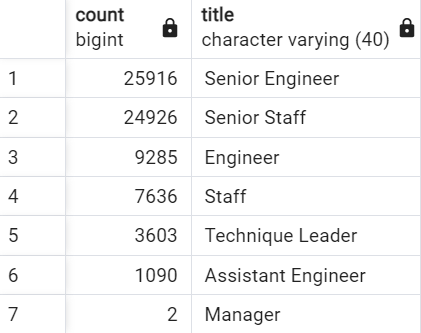 count title
bigint character varying (40)
1 25916 Senior Engineer
2 24926 Senior Staff
3 9285 Engineer
4 7636 Staff
5 3603 Technique Leader
6 1090 Assistant Engineer
7 2 Manager